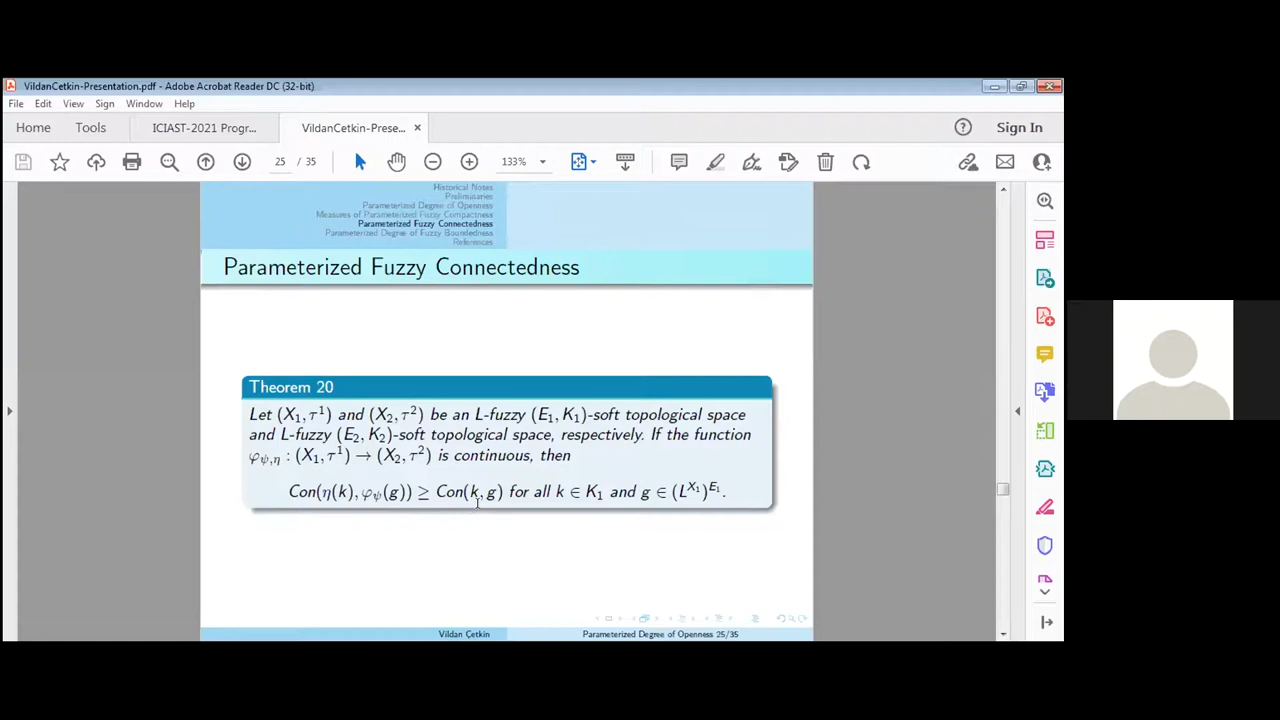 VildanCetkin-Presentation.pdf - Adobe Acrobat Reader DC (32-bit)
File Edit View Sign Window Help
Home Tools ICIAST-2021 Progr... VildanCetkin-Prese... × Sign In
25 / 35 133%
Historical Notes
Preliminaries
Parameterized Degree of Openness
Measures of Parameterized Fuzzy Compactness
Parameterized Fuzzy Connectedness
Parameterized Degree of Fuzzy Boundedness
References
Parameterized Fuzzy Connectedness
Theorem 20
Let (X₁, τ¹) and (X₂, τ²) be an L-fuzzy (E₁, K₁)-soft topological space
and L-fuzzy (E₂, K₂)-soft topological space, respectively. If the function
φ_{ψ,η} : (X₁, τ¹) → (X₂, τ²) is continuous, then
Con(η(k), φ_ψ(g)) ≥ Con(k, g) for all k ∈ K₁ and g ∈ (L^{X₁})^{E₁}.
Vildan Çetkin Parameterized Degree of Openness 25/35